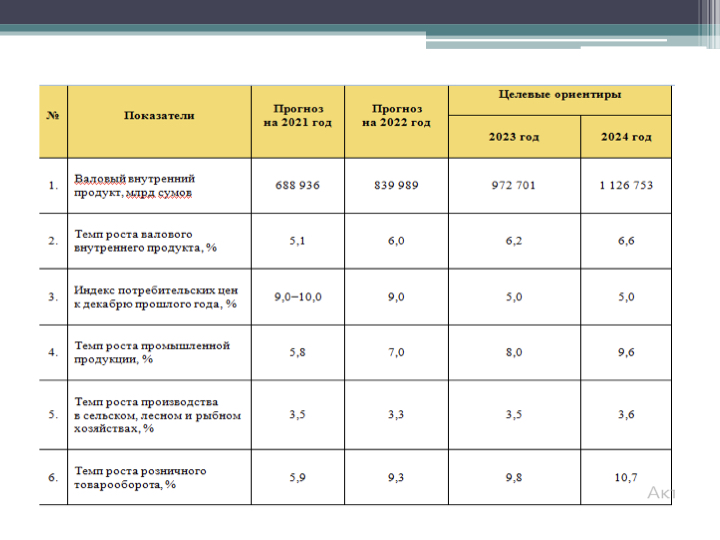 №
Показатели
Прогноз
на 2021 год
Прогноз
на 2022 год
Целевые ориентиры
2023 год
2024 год
1.
Валовый внутренний
продукт, млрд сумов
688 936
839 989
972 701
1 126 753
2.
Темп роста валового
внутреннего продукта, %
5,1
6,0
6,2
6,6
3.
Индекс потребительских цен
к декабрю прошлого года, %
9,0–10,0
9,0
5,0
5,0
4.
Темп роста промышленной
продукции, %
5,8
7,0
8,0
9,6
5.
Темп роста производства
в сельском, лесном и рыбном
хозяйствах, %
3,5
3,3
3,5
3,6
6.
Темп роста розничного
товарооборота, %
5,9
9,3
9,8
10,7